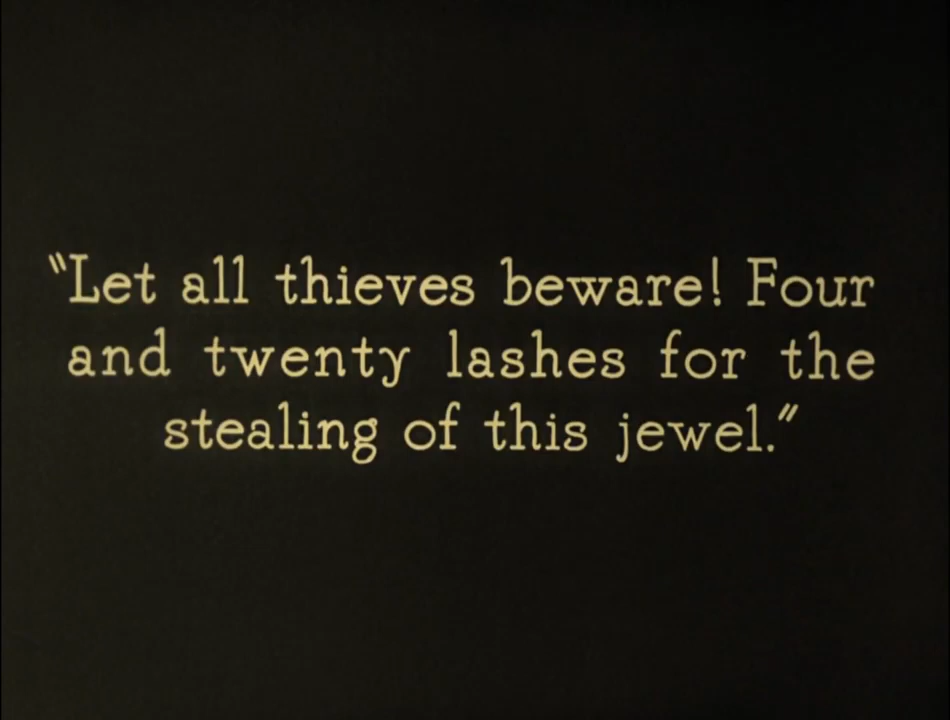 “Let all thieves beware! Four
and twenty lashes for the
stealing of this jewel.”